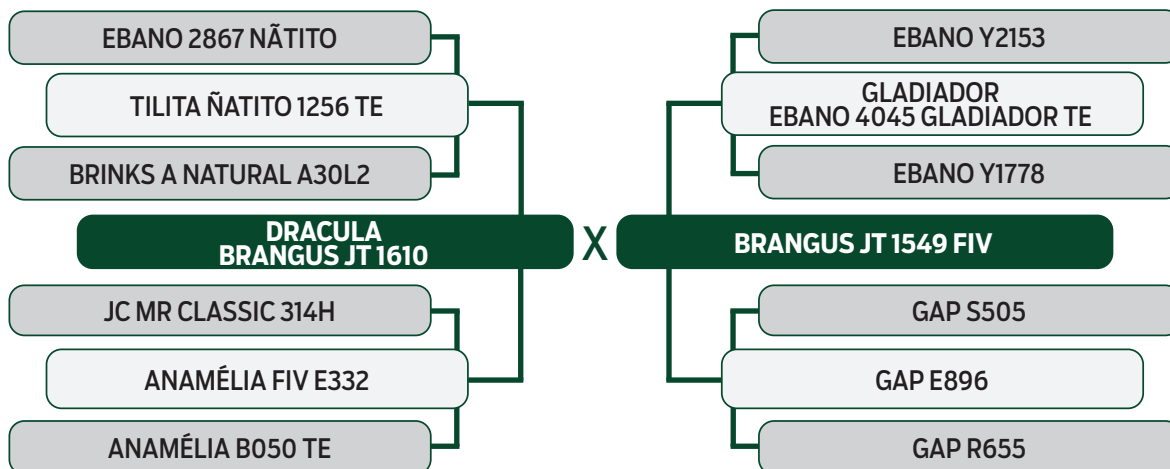 EBANO 2867 NÃTITO
TILITA ÑATITO 1256 TE
BRINKS A NATURAL A30L2
DRACULA
BRANGUS JT 1610
JC MR CLASSIC 314H
ANAMÉLIA FIV E332
ANAMÉLIA B050 TE
X
EBANO Y2153
GLADIADOR
EBANO 4045 GLADIADOR TE
EBANO Y1778
BRANGUS JT 1549 FIV
GAP S505
GAP E896
GAP R655